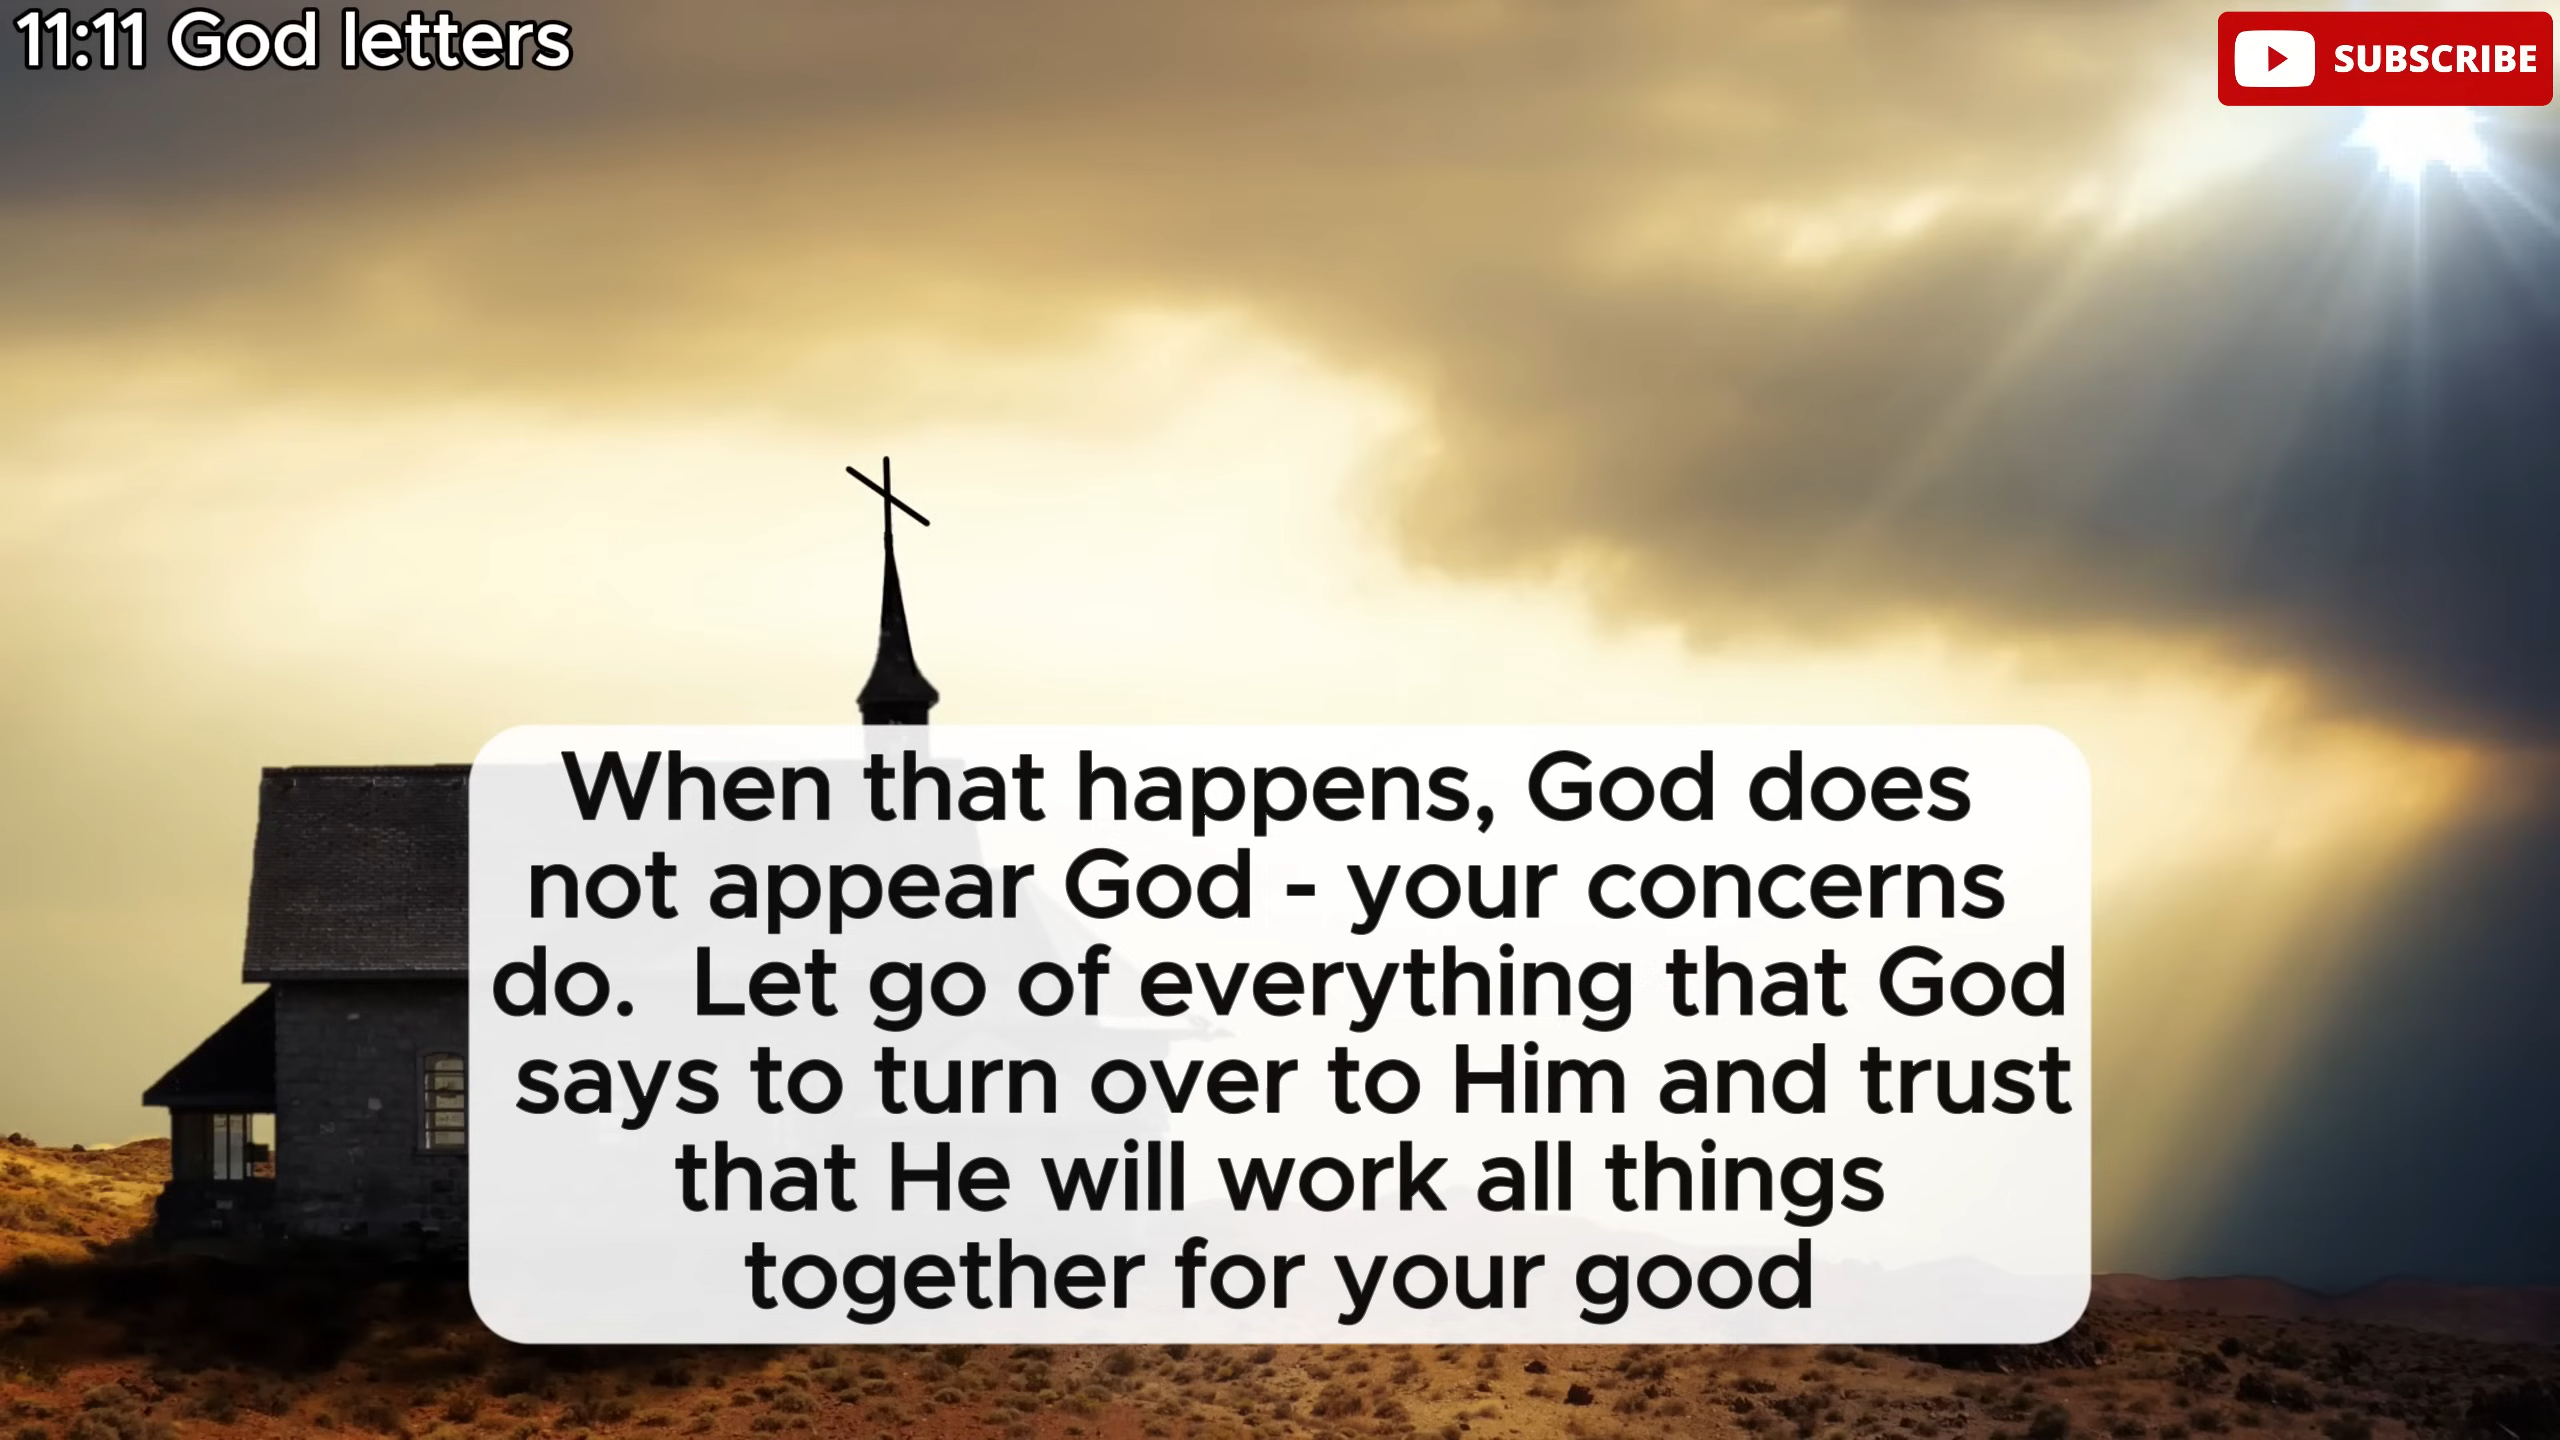 11:11 God letters
SUBSCRIBE
When that happens, God does
not appear God - your concerns
do.  Let go of everything that God
says to turn over to Him and trust
that He will work all things
together for your good